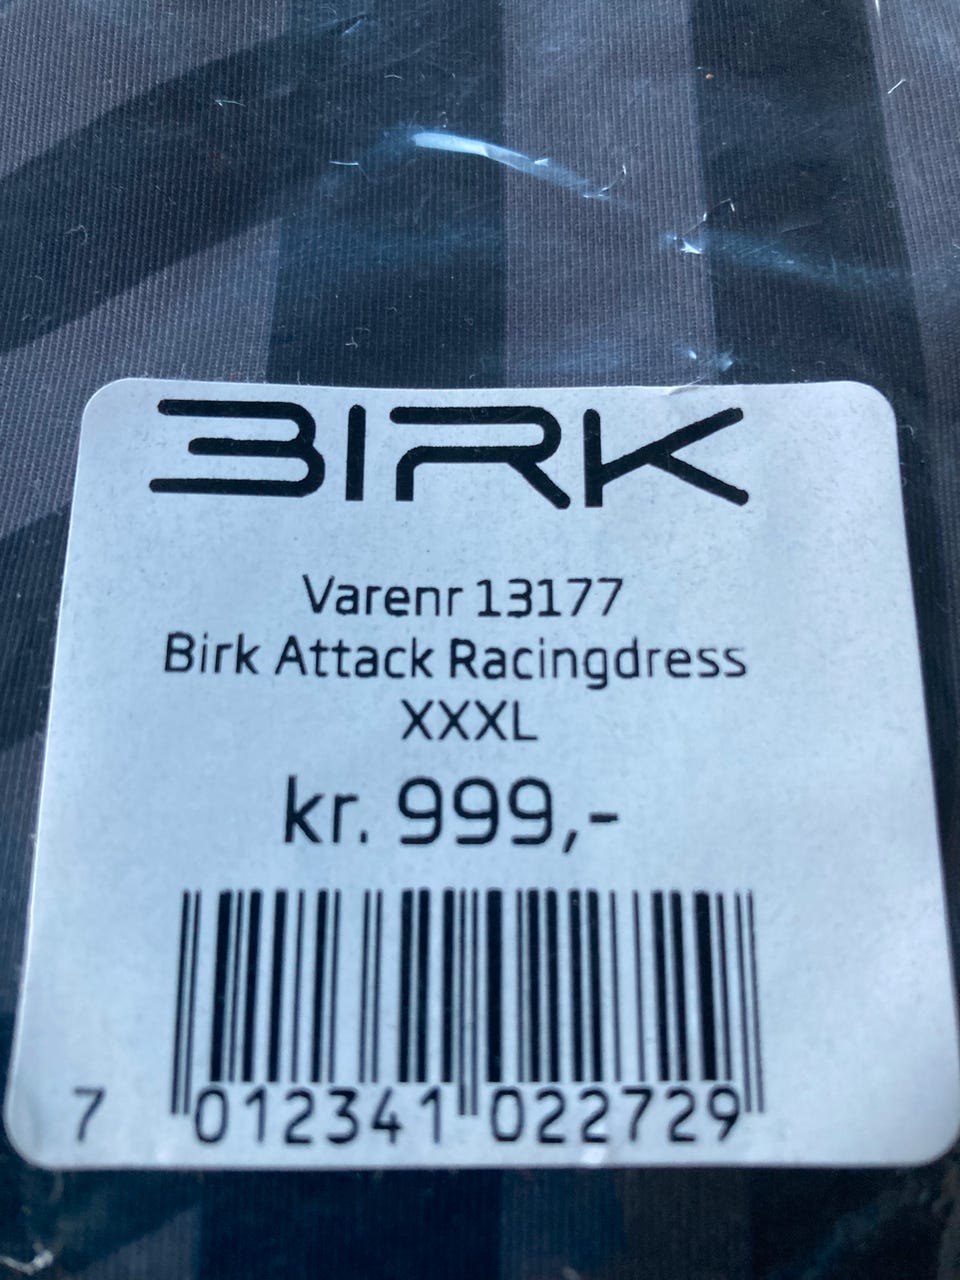 BIRK
Varenr 13177
Birk Attack Racingdress
XXXL
kr. 999,-
7 012341 022729